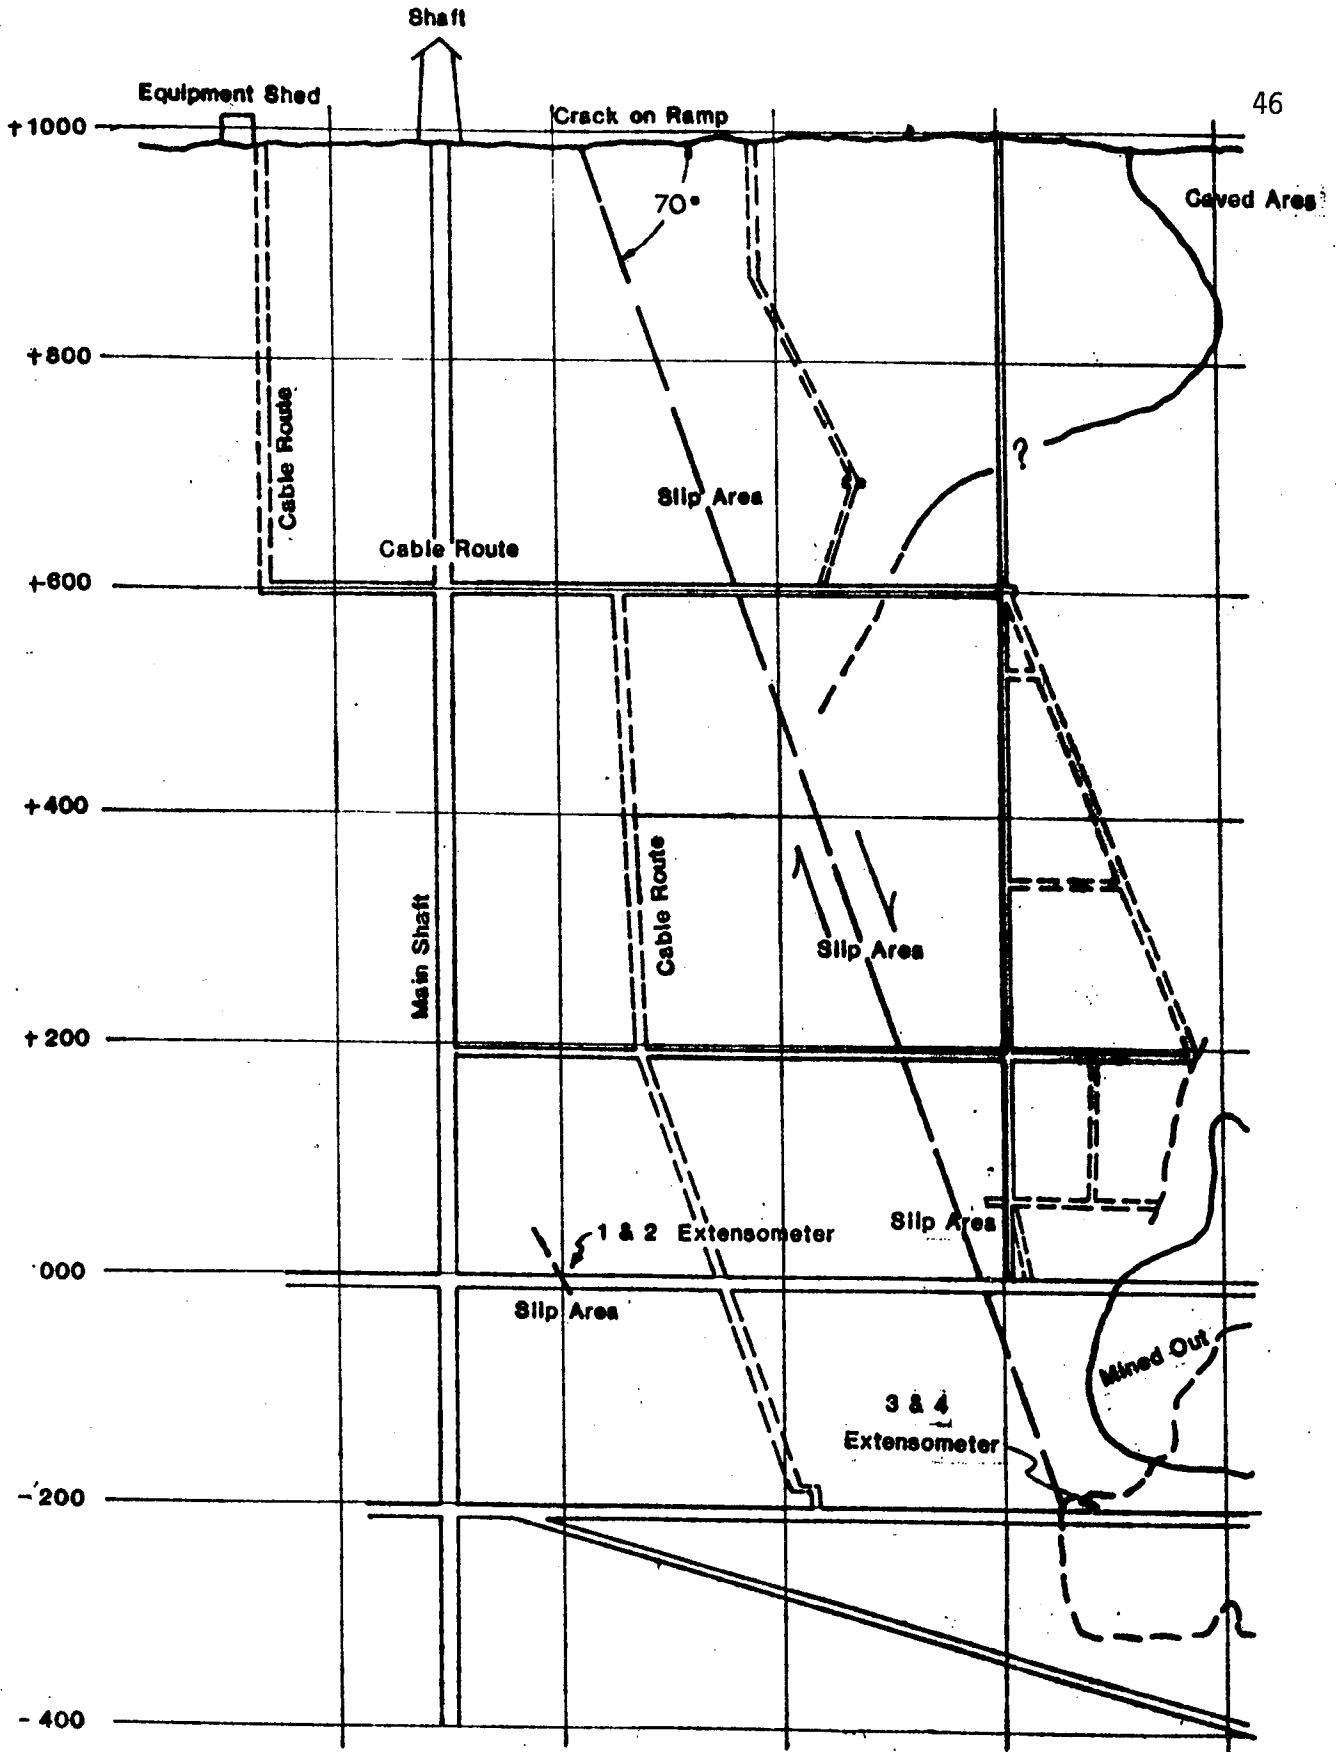 Shaft
Equipment Shed
46
+1000
Crack on Ramp
70°
Caved Area
+800
Cable Route
?
Slip Area
Cable Route
+600
+400
Cable Route
Main Shaft
Slip Area
+200
Slip Area
1 & 2 Extensometer
000
Slip Area
Mined Out
3 & 4
Extensometer
-200
-400